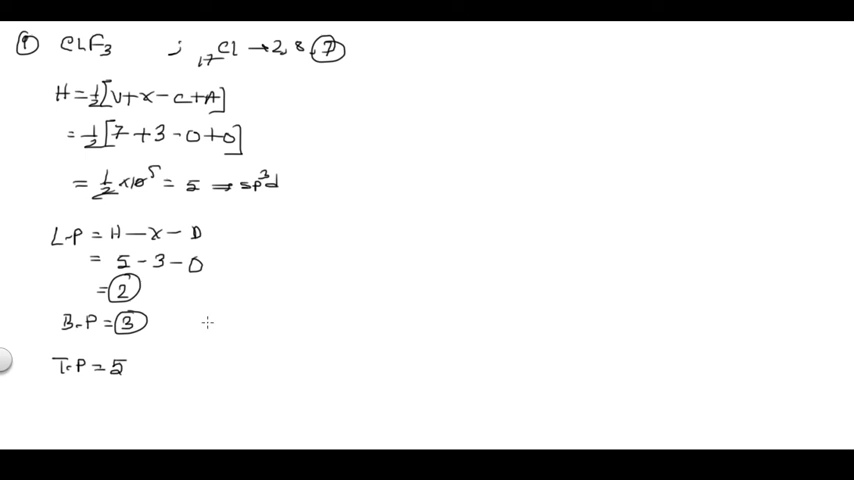 ① ClF₃ ; ₁₇Cl → 2, 8, 7
H = 1/2[V + x - C + A]
= 1/2[7 + 3 - 0 + 0]
= 1/2 × 10 5 = 5 ⇒ sp³d
L-P = H - x - D
= 5 - 3 - 0
= 2
B-P = 3
T-P = 5